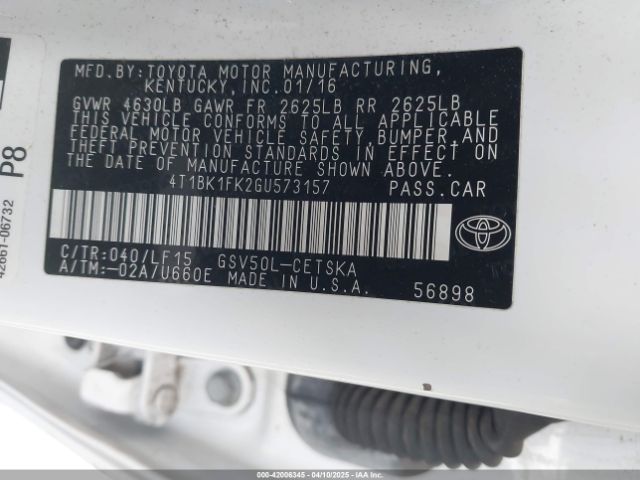 MFD.BY: TOYOTA MOTOR MANUFACTURING,
KENTUCKY, INC. 01/16
GVWR 4630LB GAWR FR 2625LB RR 2625LB
THIS VEHICLE CONFORMS TO ALL APPLICABLE
FEDERAL MOTOR VEHICLE SAFETY, BUMPER, AND
THEFT PREVENTION STANDARDS IN EFFECT ON
THE DATE OF MANUFACTURE SHOWN ABOVE.
4T1BK1FK2GU573157 PASS.CAR
C/TR: 040/LF15 GSV50L-CETSKA
A/TM: -02A/U660E MADE IN U.S.A.
56898
P8
42661-06732
000-42006345 - 04/10/2025 - IAAI.COM